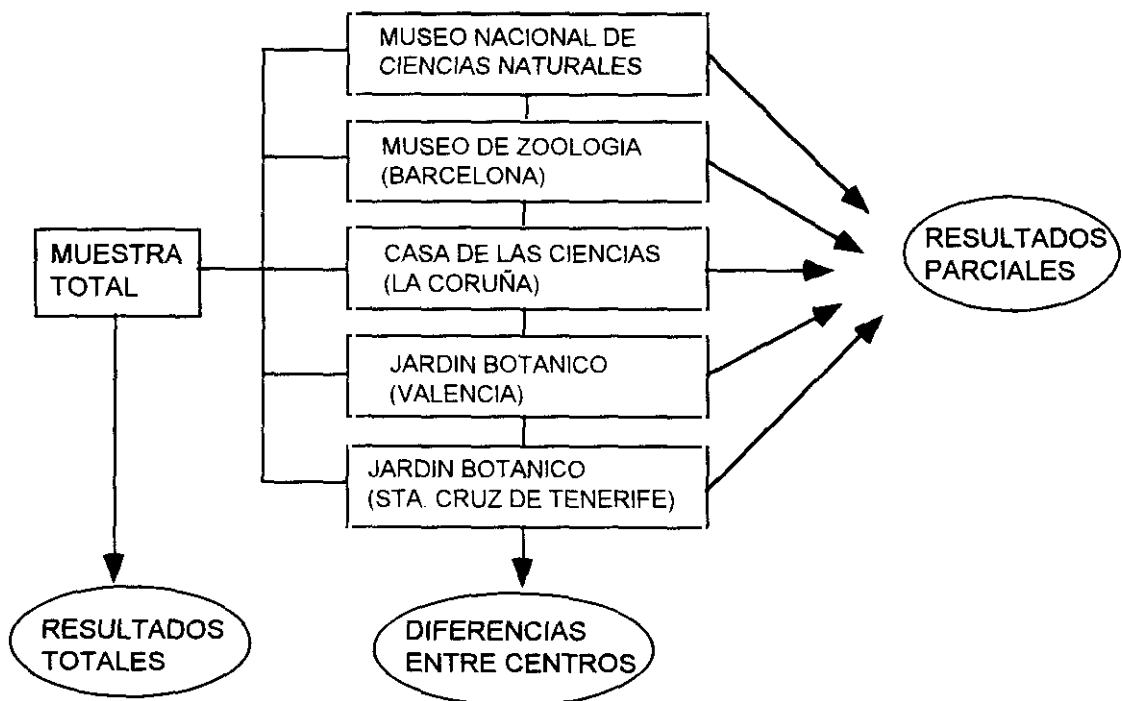 MUSEO NACIONAL DE
CIENCIAS NATURALES
MUSEO DE ZOOLOGIA
(BARCELONA)
MUESTRA
TOTAL
CASA DE LAS CIENCIAS
(LA CORUÑA)
RESULTADOS
PARCIALES
JARDIN BOTANICO
(VALENCIA)
JARDIN BOTANICO
(STA. CRUZ DE TENERIFE)
RESULTADOS
TOTALES
DIFERENCIAS
ENTRE CENTROS